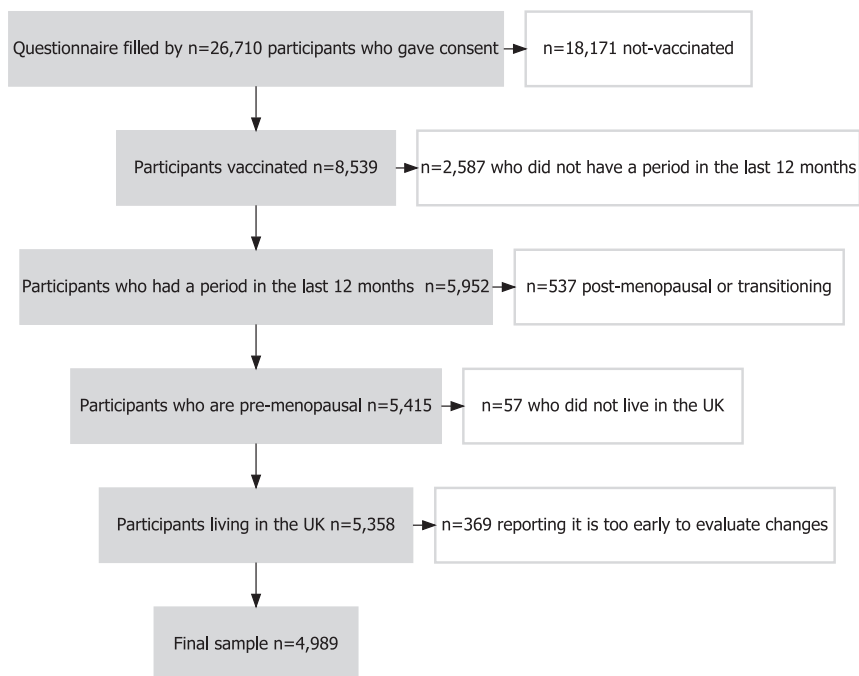 Questionnaire filled by n=26,710 participants who gave consent
n=18,171 not-vaccinated
Participants vaccinated n=8,539
n=2,587 who did not have a period in the last 12 months
Participants who had a period in the last 12 months n=5,952
n=537 post-menopausal or transitioning
Participants who are pre-menopausal n=5,415
n=57 who did not live in the UK
Participants living in the UK n=5,358
n=369 reporting it is too early to evaluate changes
Final sample n=4,989